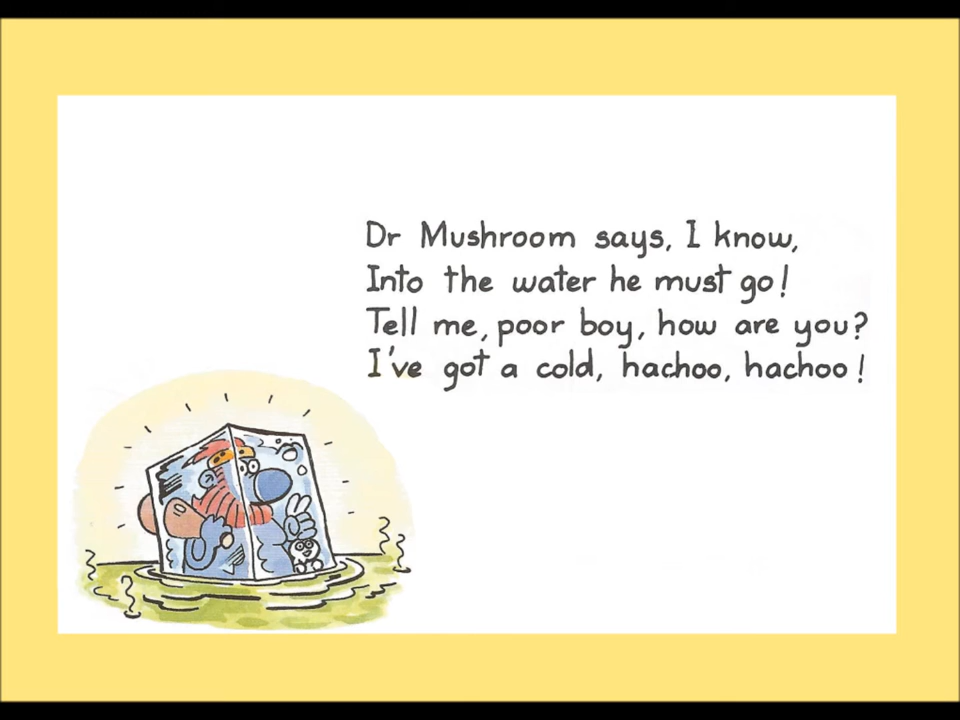 Dr Mushroom says, I know,
Into the water he must go!
Tell me, poor boy, how are you?
I've got a cold, hachoo, hachoo!